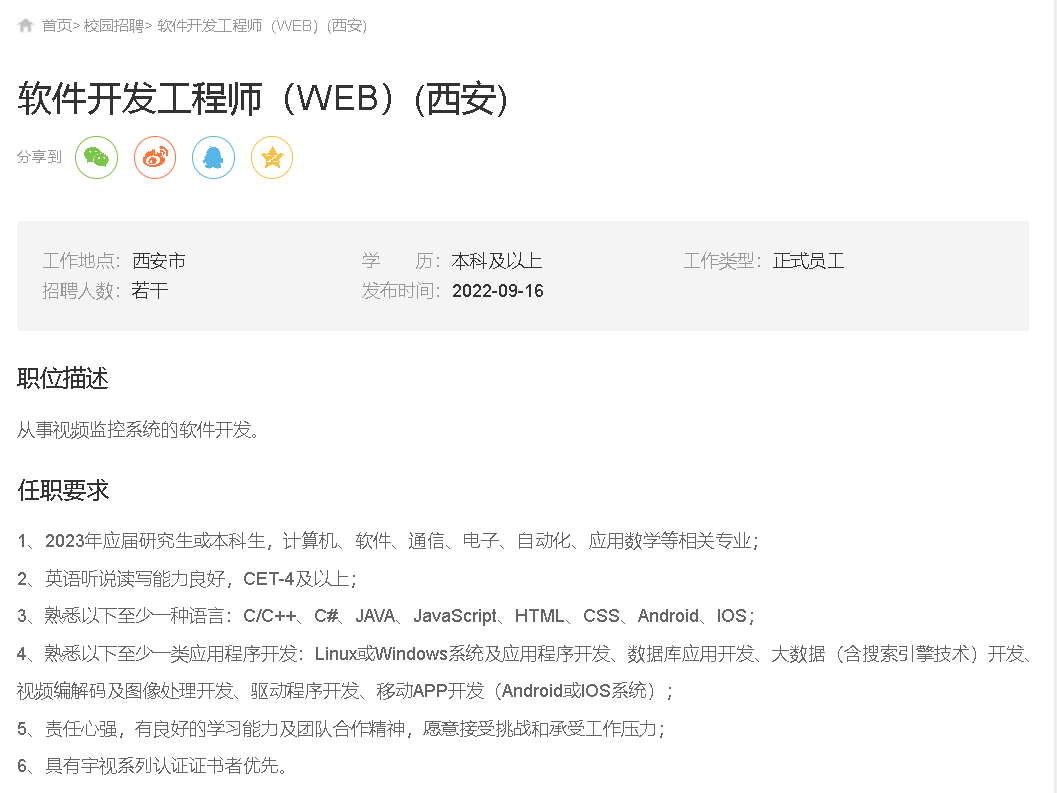 首页> 校园招聘> 软件开发工程师（WEB）(西安)
软件开发工程师（WEB）(西安)
分享到
工作地点：西安市 学 历：本科及以上 工作类型：正式员工
招聘人数：若干 发布时间：2022-09-16
职位描述
从事视频监控系统的软件开发。
任职要求
1、2023年应届研究生或本科生，计算机、软件、通信、电子、自动化、应用数学等相关专业；
2、英语听说读写能力良好，CET-4及以上；
3、熟悉以下至少一种语言：C/C++、C#、JAVA、JavaScript、HTML、CSS、Android、IOS；
4、熟悉以下至少一类应用程序开发：Linux或Windows系统及应用程序开发、数据库应用开发、大数据（含搜索引擎技术）开发、
视频编解码及图像处理开发、驱动程序开发、移动APP开发（Android或IOS系统）；
5、责任心强，有良好的学习能力及团队合作精神，愿意接受挑战和承受工作压力；
6、具有宇视系列认证证书者优先。